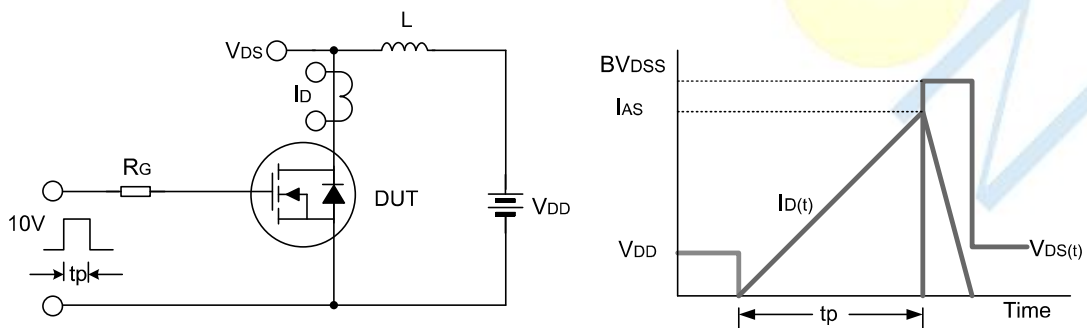 VDS
L
ID
RG
DUT
VDD
10V
tp
BVDSS
IAS
ID(t)
VDD
VDS(t)
tp
Time